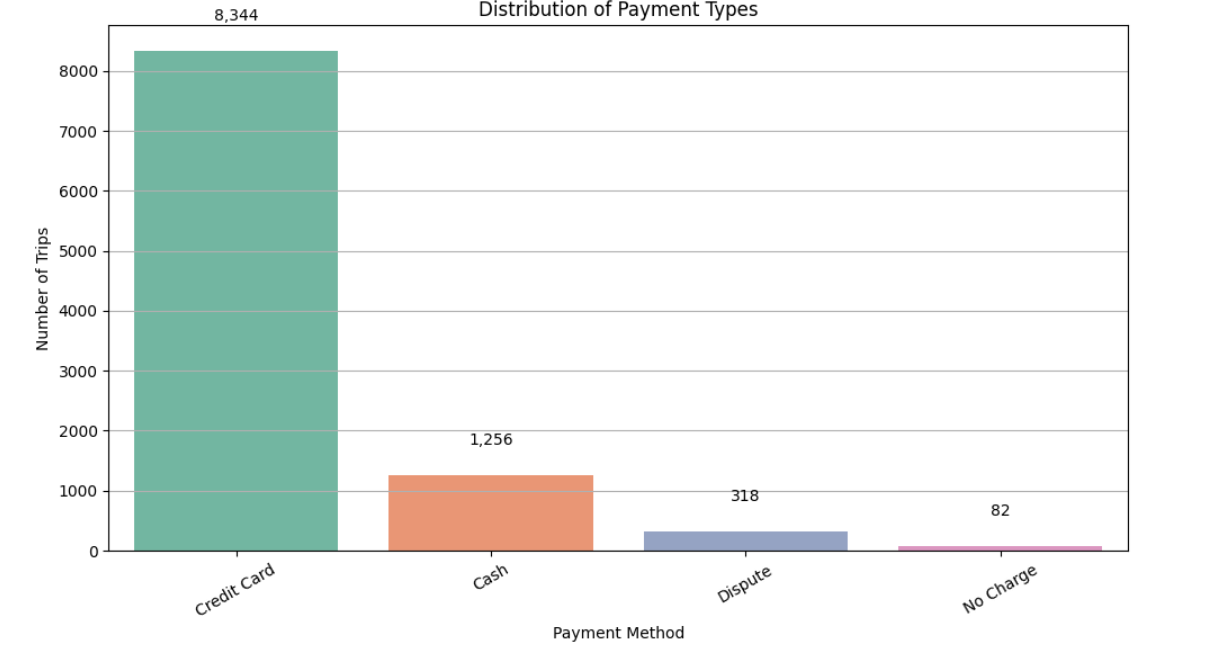 Distribution of Payment Types
8,344
8000
7000
6000
5000
4000
3000
2000
1000
0
Number of Trips
1,256
318
82
Credit Card
Cash
Dispute
No Charge
Payment Method